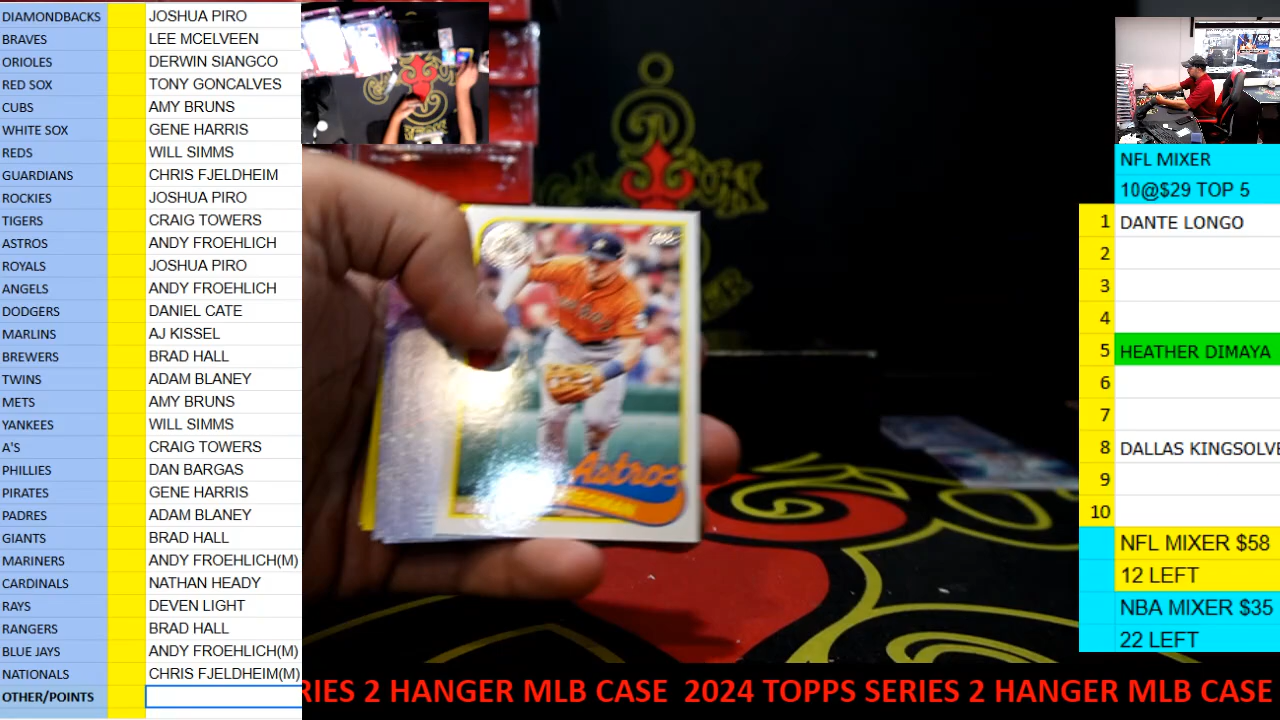 DIAMONDBACKS JOSHUA PIRO
BRAVES LEE MCELVEEN
ORIOLES DERWIN SIANGCO
RED SOX TONY GONCALVES
CUBS AMY BRUNS
WHITE SOX GENE HARRIS
REDS WILL SIMMS
GUARDIANS CHRIS FJELDHEIM
ROCKIES JOSHUA PIRO
TIGERS CRAIG TOWERS
ASTROS ANDY FROEHLICH
ROYALS JOSHUA PIRO
ANGELS ANDY FROEHLICH
DODGERS DANIEL CATE
MARLINS AJ KISSEL
BREWERS BRAD HALL
TWINS ADAM BLANEY
METS AMY BRUNS
YANKEES WILL SIMMS
A'S CRAIG TOWERS
PHILLIES DAN BARGAS
PIRATES GENE HARRIS
PADRES ADAM BLANEY
GIANTS BRAD HALL
MARINERS ANDY FROEHLICH(M)
CARDINALS NATHAN HEADY
RAYS DEVEN LIGHT
RANGERS BRAD HALL
BLUE JAYS ANDY FROEHLICH(M)
NATIONALS CHRIS FJELDHEIM(M)
OTHER/POINTS
Astros
NFL MIXER
10@$29 TOP 5
1 DANTE LONGO
2
3
4
5 HEATHER DIMAYA
6
7
8 DALLAS KINGSOLVE
9
10
NFL MIXER $58
12 LEFT
NBA MIXER $35
22 LEFT
RIES 2 HANGER MLB CASE 2024 TOPPS SERIES 2 HANGER MLB CASE